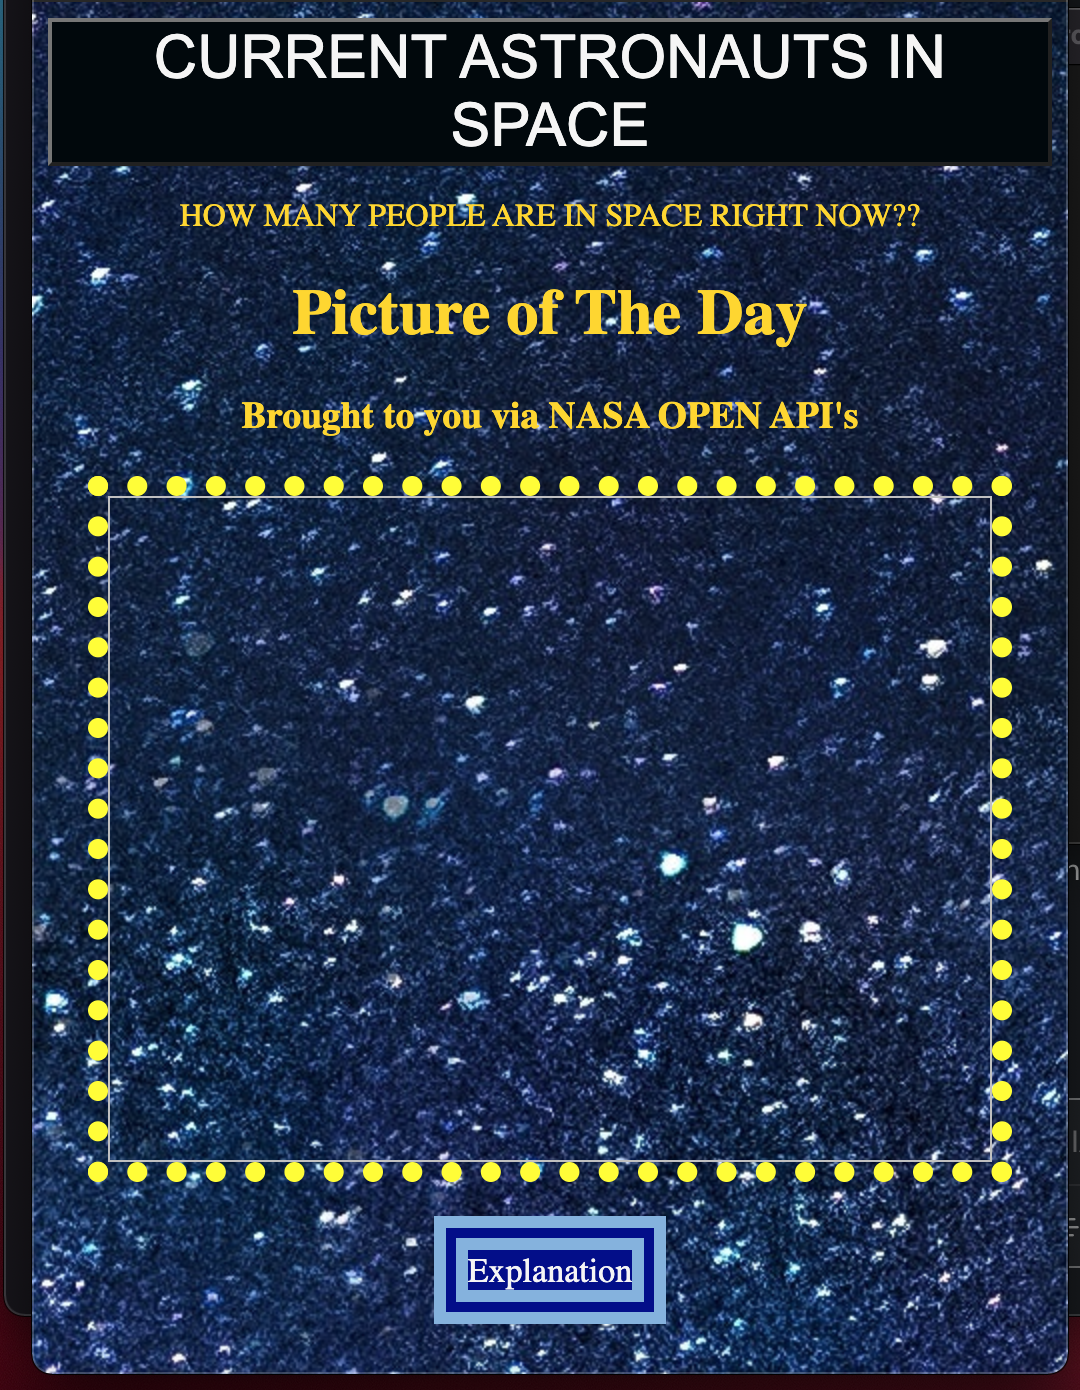 CURRENT ASTRONAUTS IN
SPACE
HOW MANY PEOPLE ARE IN SPACE RIGHT NOW??
Picture of The Day
Brought to you via NASA OPEN API's
Explanation